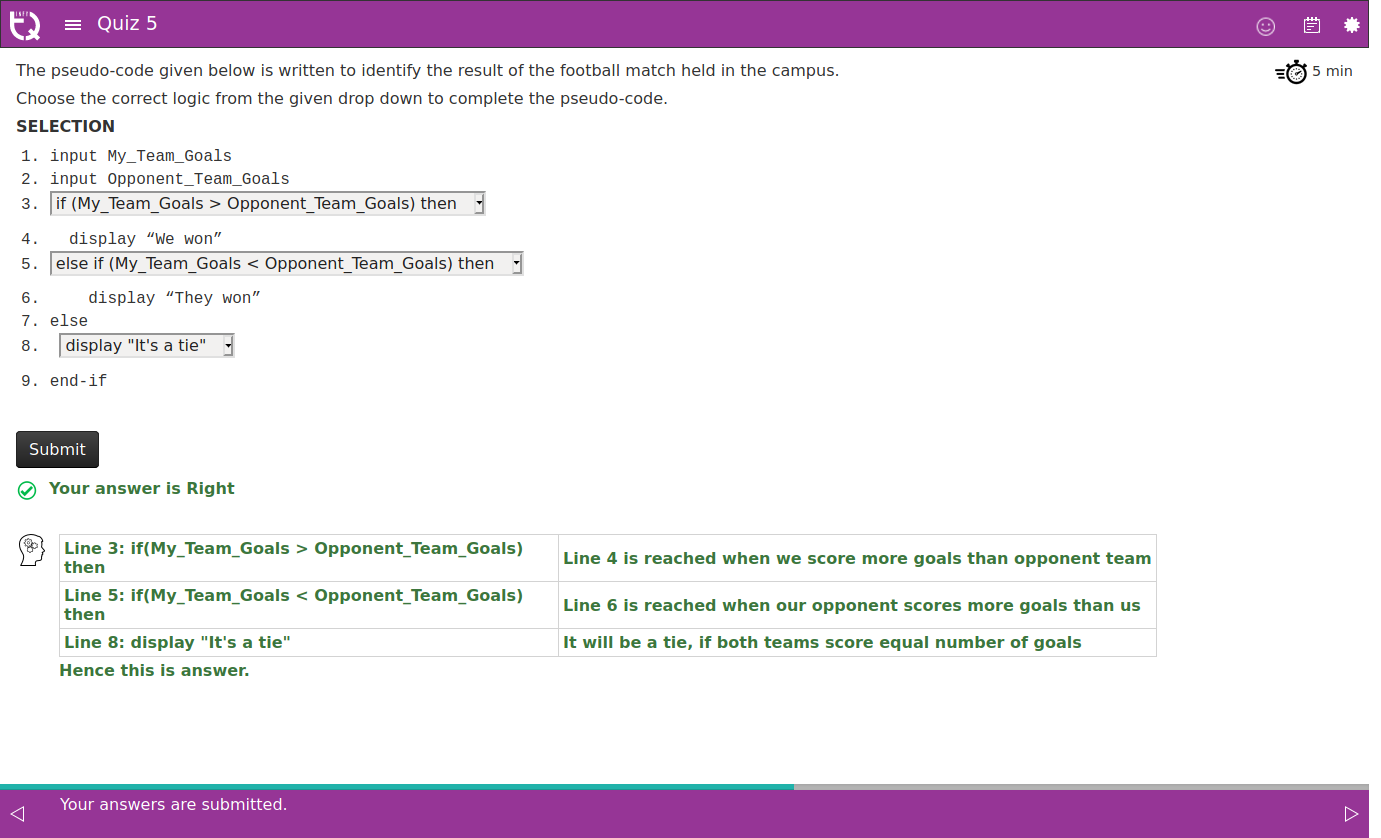 INFY
TQ
Quiz 5
The pseudo-code given below is written to identify the result of the football match held in the campus.
5 min
Choose the correct logic from the given drop down to complete the pseudo-code.
SELECTION
1. input My_Team_Goals
2. input Opponent_Team_Goals
3. if (My_Team_Goals > Opponent_Team_Goals) then
4. display “We won”
5. else if (My_Team_Goals < Opponent_Team_Goals) then
6. display “They won”
7. else
8. display "It's a tie"
9. end-if
Submit
Your answer is Right
Line 3: if(My_Team_Goals > Opponent_Team_Goals)
then
Line 4 is reached when we score more goals than opponent team
Line 5: if(My_Team_Goals < Opponent_Team_Goals)
then
Line 6 is reached when our opponent scores more goals than us
Line 8: display "It's a tie"
It will be a tie, if both teams score equal number of goals
Hence this is answer.
Your answers are submitted.